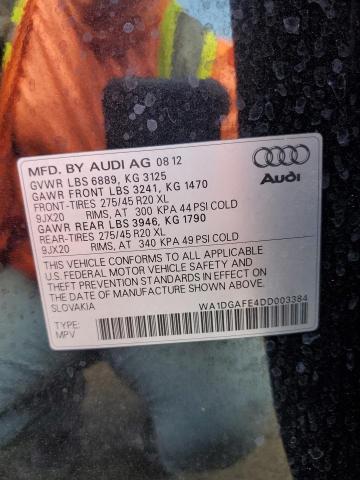 MFD. BY AUDI AG 08 12
GVWR LBS 6889, KG 3125
GAWR FRONT LBS 3241, KG 1470
FRONT-TIRES 275/45 R20 XL
9JX20 RIMS, AT 300 KPA 44 PSI COLD
GAWR REAR LBS 3946, KG 1790
REAR-TIRES 275/45 R20 XL
9JX20 RIMS, AT 340 KPA 49 PSI COLD
Audi
THIS VEHICLE CONFORMS TO ALL APPLICABLE
U.S. FEDERAL MOTOR VEHICLE SAFETY AND
THEFT PREVENTION STANDARDS IN EFFECT ON
THE DATE OF MANUFACTURE SHOWN ABOVE.
SLOVAKIA
WA1DGAFE4DD003384
TYPE:
MPV